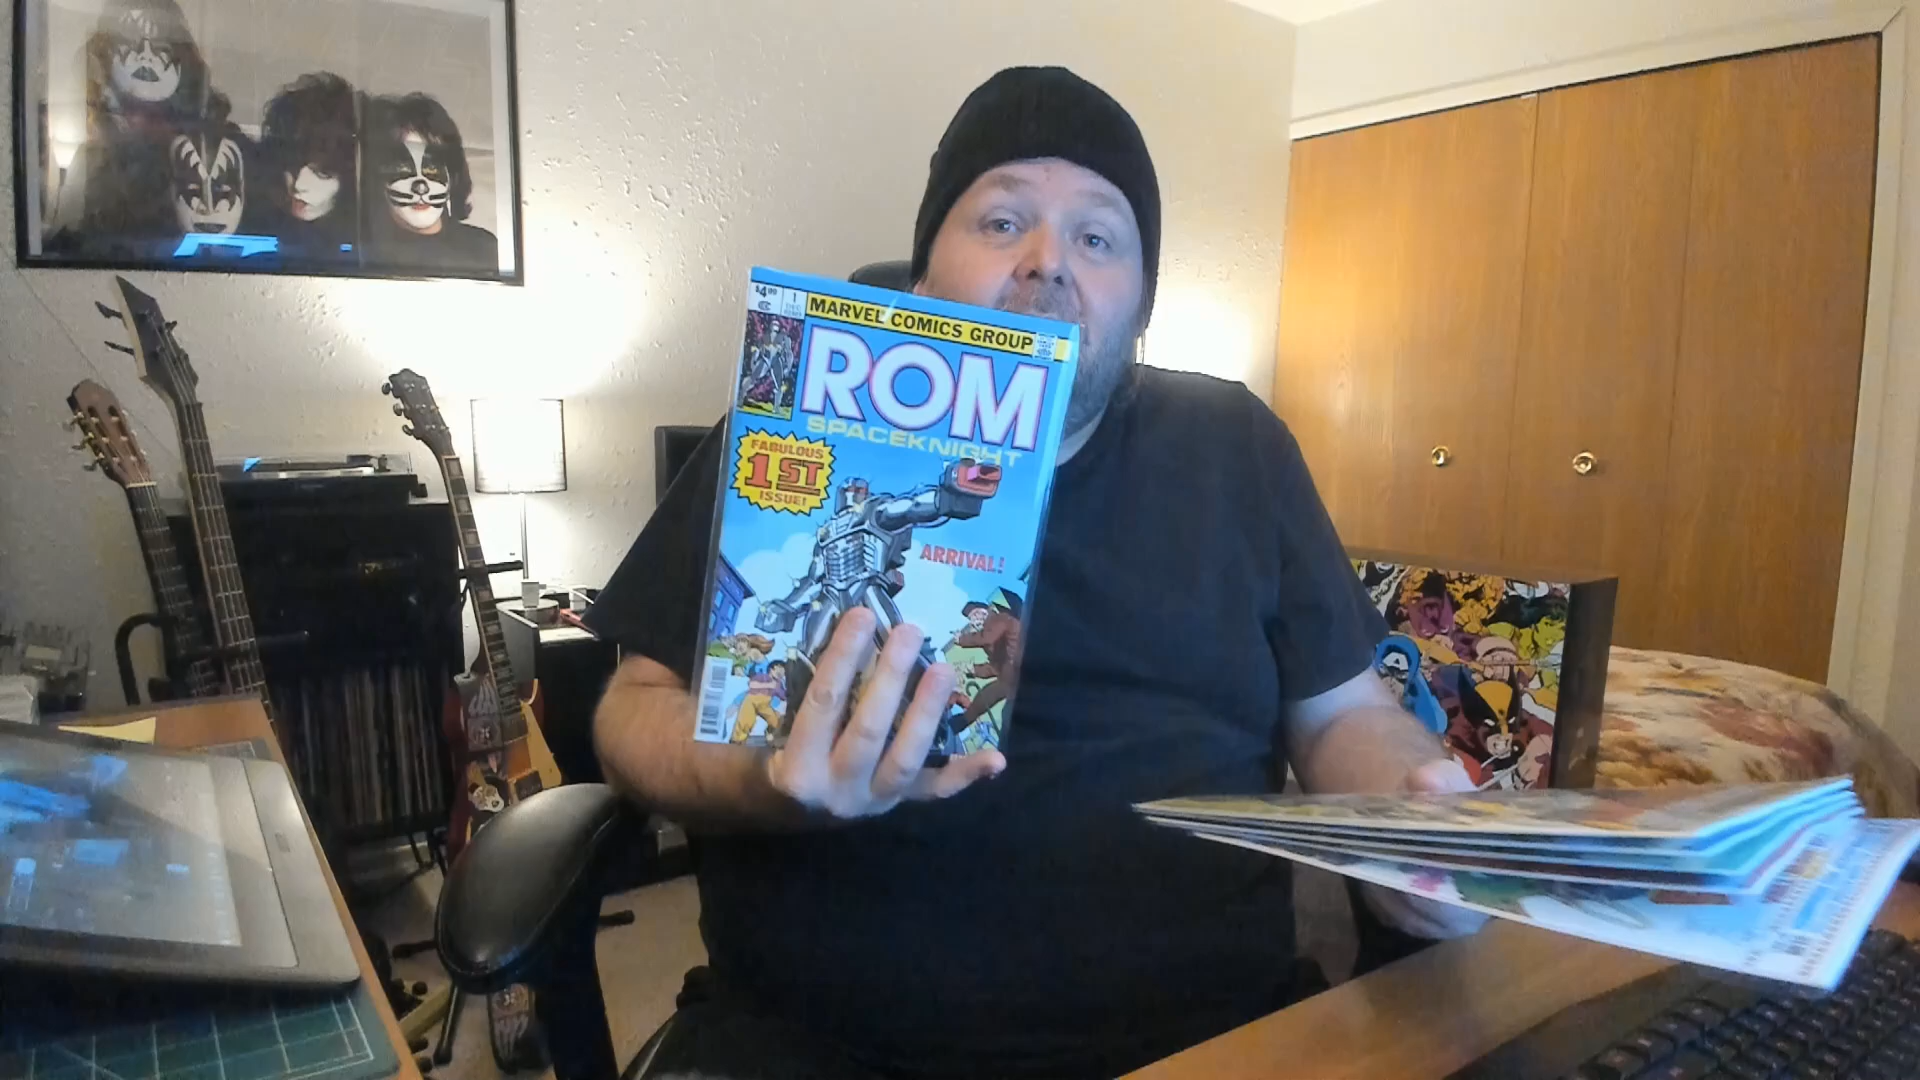 $4.99
1
MARVEL COMICS GROUP
ROM
SPACEKNIGHT
FABULOUS
1ST
ISSUE!
ARRIVAL!